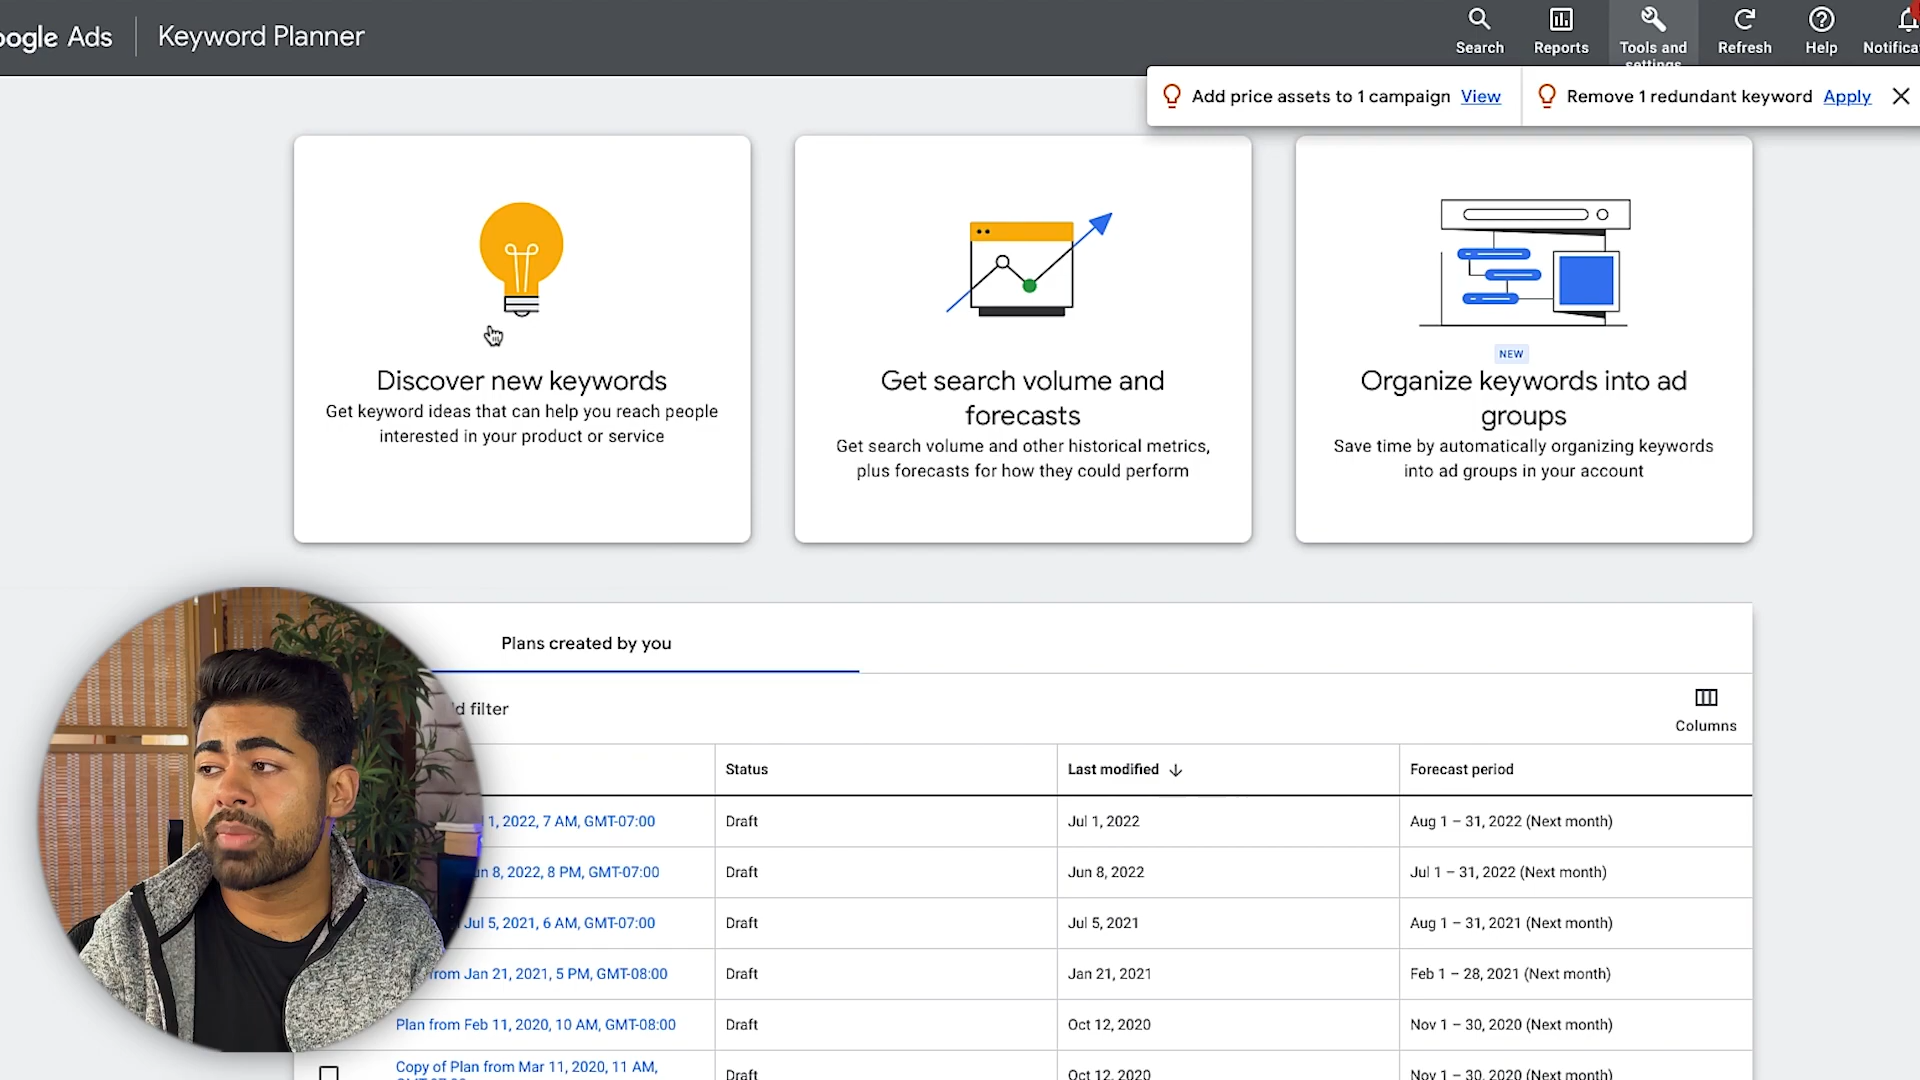 oogle Ads
Keyword Planner
Search
Reports
Tools and
settings
Refresh
Help
Notifica
Add price assets to 1 campaign View
Remove 1 redundant keyword Apply
Discover new keywords
Get keyword ideas that can help you reach people
interested in your product or service
Get search volume and
forecasts
Get search volume and other historical metrics,
plus forecasts for how they could perform
NEW
Organize keywords into ad
groups
Save time by automatically organizing keywords
into ad groups in your account
Plans created by you
d filter
Columns
Status
Last modified
Forecast period
1, 2022, 7 AM, GMT-07:00
Draft
Jul 1, 2022
Aug 1 – 31, 2022 (Next month)
un 8, 2022, 8 PM, GMT-07:00
Draft
Jun 8, 2022
Jul 1 – 31, 2022 (Next month)
Jul 5, 2021, 6 AM, GMT-07:00
Draft
Jul 5, 2021
Aug 1 – 31, 2021 (Next month)
from Jan 21, 2021, 5 PM, GMT-08:00
Draft
Jan 21, 2021
Feb 1 – 28, 2021 (Next month)
Plan from Feb 11, 2020, 10 AM, GMT-08:00
Draft
Oct 12, 2020
Nov 1 – 30, 2020 (Next month)
Copy of Plan from Mar 11, 2020, 11 AM,
Draft
Oct 12, 2020
Nov 1 – 30, 2020 (Next month)